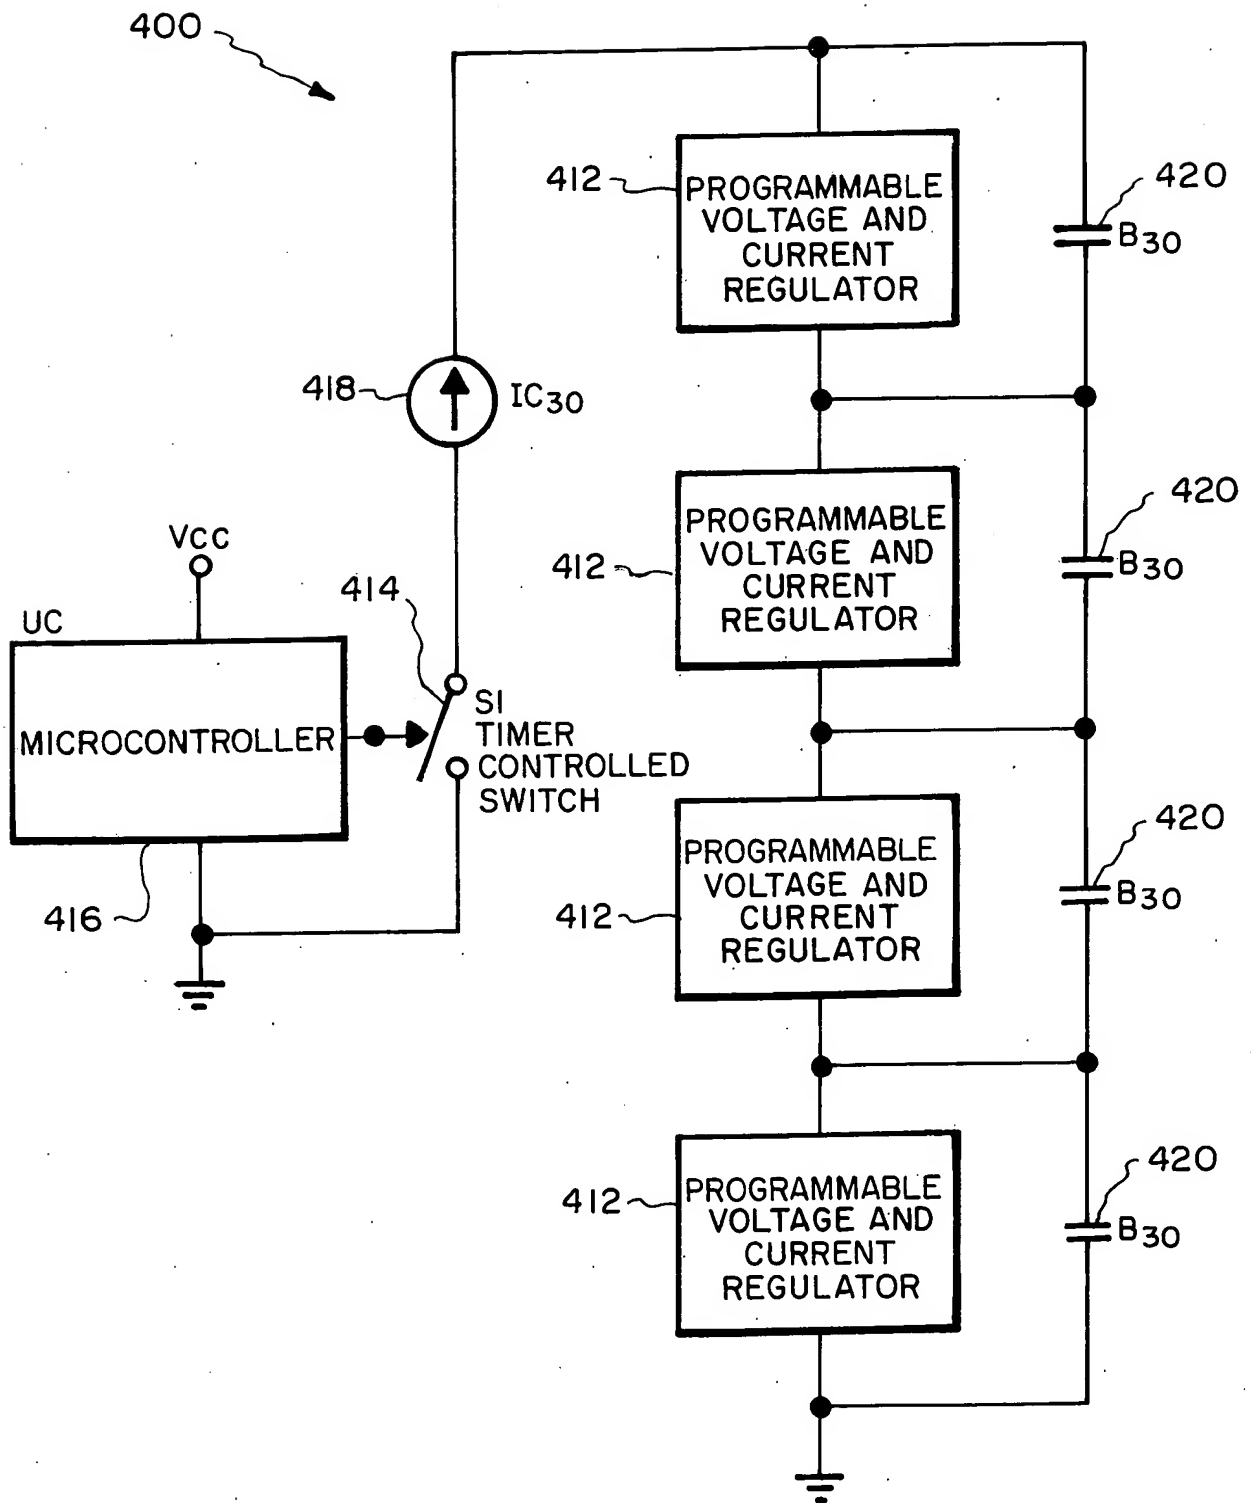 400
412
PROGRAMMABLE
VOLTAGE AND
CURRENT
REGULATOR
420
B30
418
IC30
412
PROGRAMMABLE
VOLTAGE AND
CURRENT
REGULATOR
420
B30
VCC
UC
MICROCONTROLLER
416
414
S1
TIMER
CONTROLLED
SWITCH
412
PROGRAMMABLE
VOLTAGE AND
CURRENT
REGULATOR
420
B30
412
PROGRAMMABLE
VOLTAGE AND
CURRENT
REGULATOR
420
B30